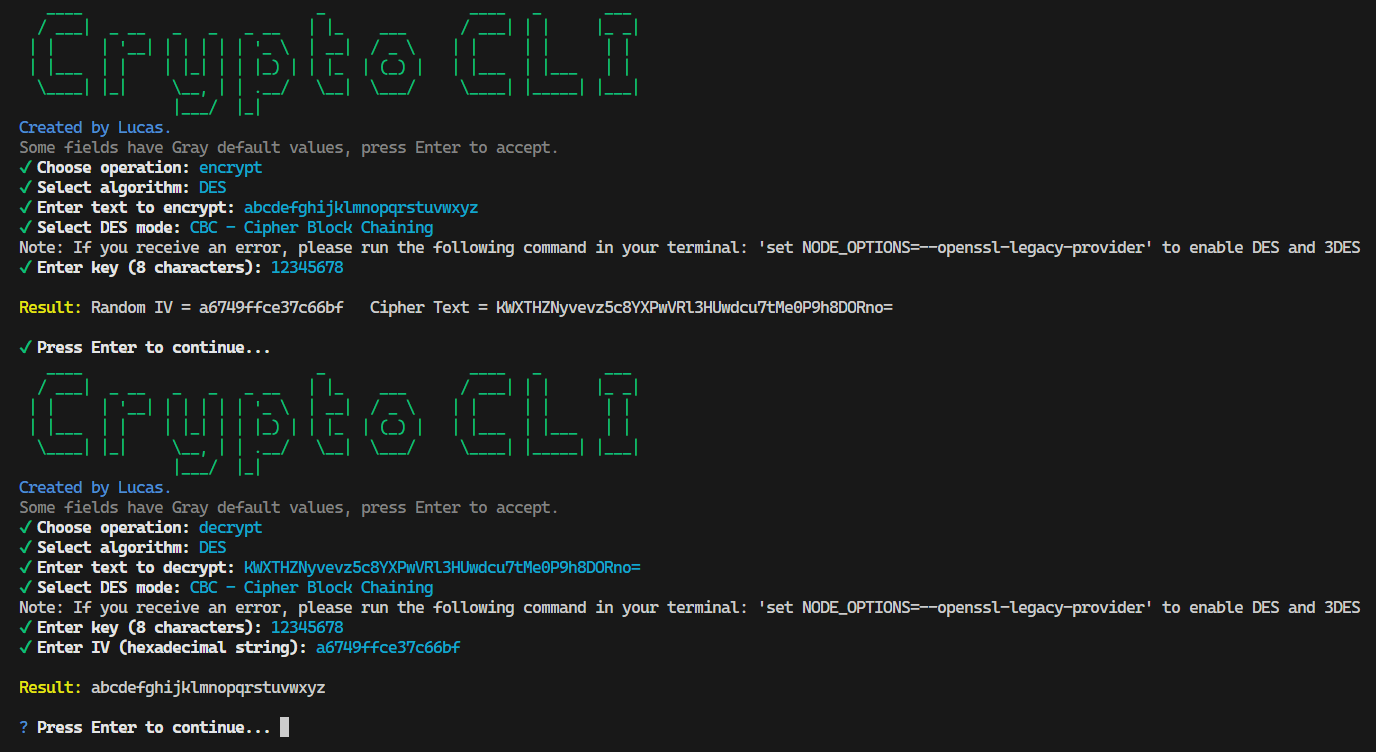 Crypto CLI
Created by Lucas.
Some fields have Gray default values, press Enter to accept.
✓ Choose operation: encrypt
✓ Select algorithm: DES
✓ Enter text to encrypt: abcdefghijklmnopqrstuvwxyz
✓ Select DES mode: CBC - Cipher Block Chaining
Note: If you receive an error, please run the following command in your terminal: 'set NODE_OPTIONS=--openssl-legacy-provider' to enable DES and 3DES
✓ Enter key (8 characters): 12345678
Result: Random IV = a6749ffce37c66bf   Cipher Text = KWXTHZNyvevz5c8YXPwVRl3HUwdcu7tMe0P9h8DORno=
✓ Press Enter to continue...
Crypto CLI
Created by Lucas.
Some fields have Gray default values, press Enter to accept.
✓ Choose operation: decrypt
✓ Select algorithm: DES
✓ Enter text to decrypt: KWXTHZNyvevz5c8YXPwVRl3HUwdcu7tMe0P9h8DORno=
✓ Select DES mode: CBC - Cipher Block Chaining
Note: If you receive an error, please run the following command in your terminal: 'set NODE_OPTIONS=--openssl-legacy-provider' to enable DES and 3DES
✓ Enter key (8 characters): 12345678
✓ Enter IV (hexadecimal string): a6749ffce37c66bf
Result: abcdefghijklmnopqrstuvwxyz
? Press Enter to continue...